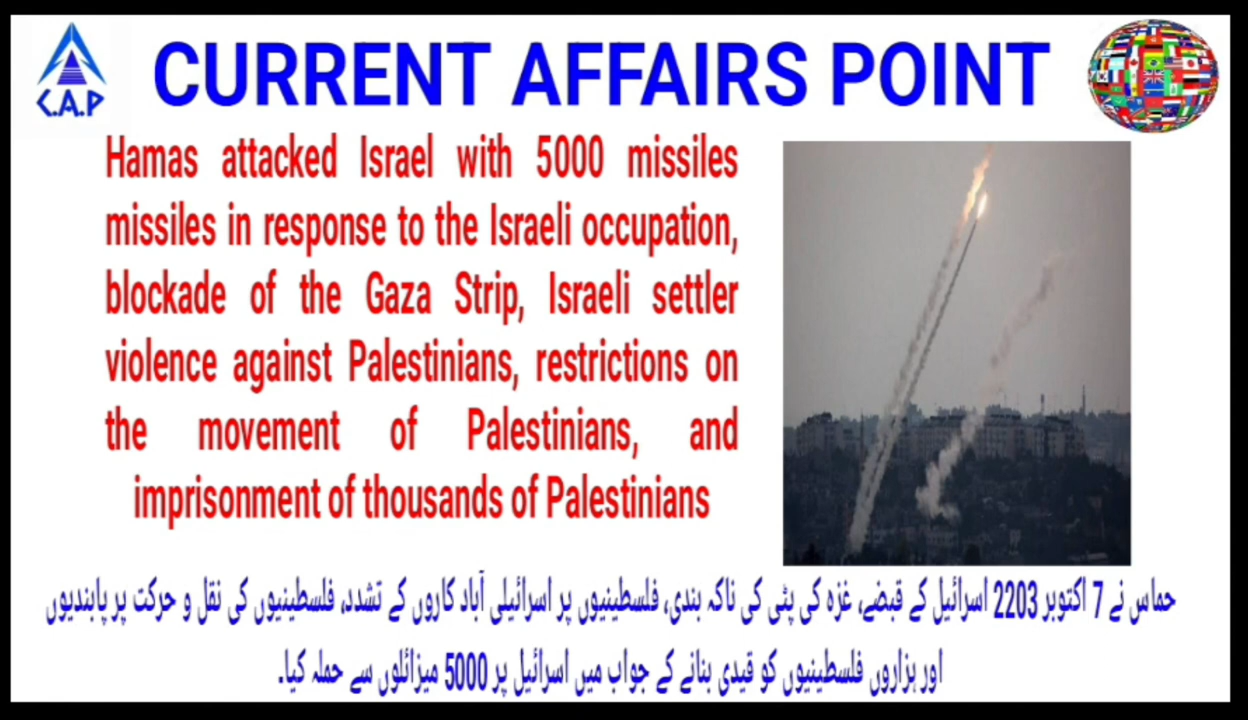 C.A.P
CURRENT AFFAIRS POINT
Hamas attacked Israel with 5000 missiles
missiles in response to the Israeli occupation,
blockade of the Gaza Strip, Israeli settler
violence against Palestinians, restrictions on
the movement of Palestinians, and
imprisonment of thousands of Palestinians
حماس نے 7 اکتوبر 2203 اسرائیل کے قبضے، غزہ کی پٹی کی ناکہ بندی، فلسطینیوں پر اسرائیلی آباد کاروں کے تشدد، فلسطینیوں کی نقل و حرکت پر پابندیوں
اور ہزاروں فلسطینیوں کو قیدی بنانے کے جواب میں اسرائیل پر 5000 میزائلوں سے حملہ کیا۔